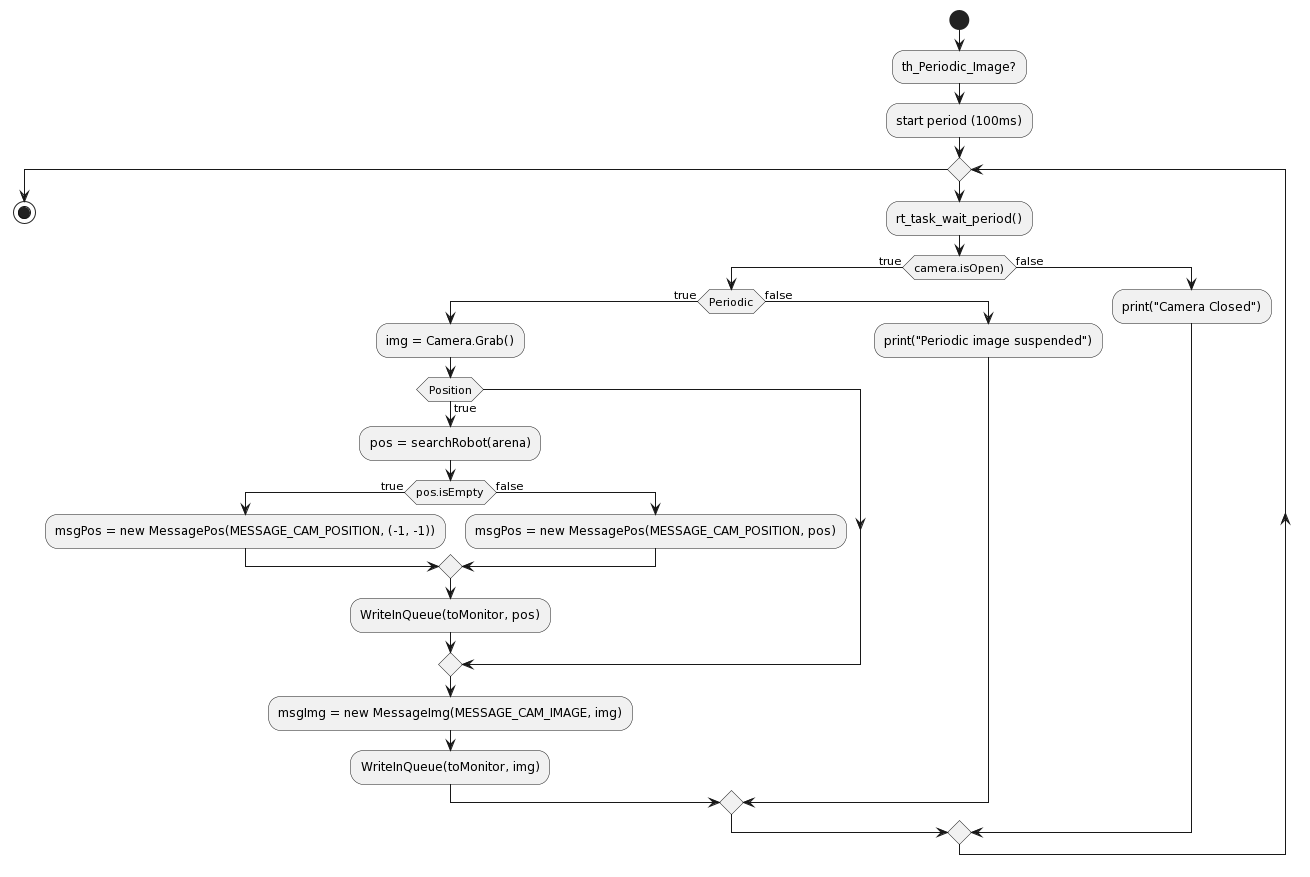 th_Periodic_Image?
start period (100ms)
rt_task_wait_period()
true
camera.isOpen)
false
true
Periodic
false
print("Camera Closed")
img = Camera.Grab()
print("Periodic image suspended")
Position
true
pos = searchRobot(arena)
true
pos.isEmpty
false
msgPos = new MessagePos(MESSAGE_CAM_POSITION, (-1, -1))
msgPos = new MessagePos(MESSAGE_CAM_POSITION, pos)
WriteInQueue(toMonitor, pos)
msgImg = new MessageImg(MESSAGE_CAM_IMAGE, img)
WriteInQueue(toMonitor, img)